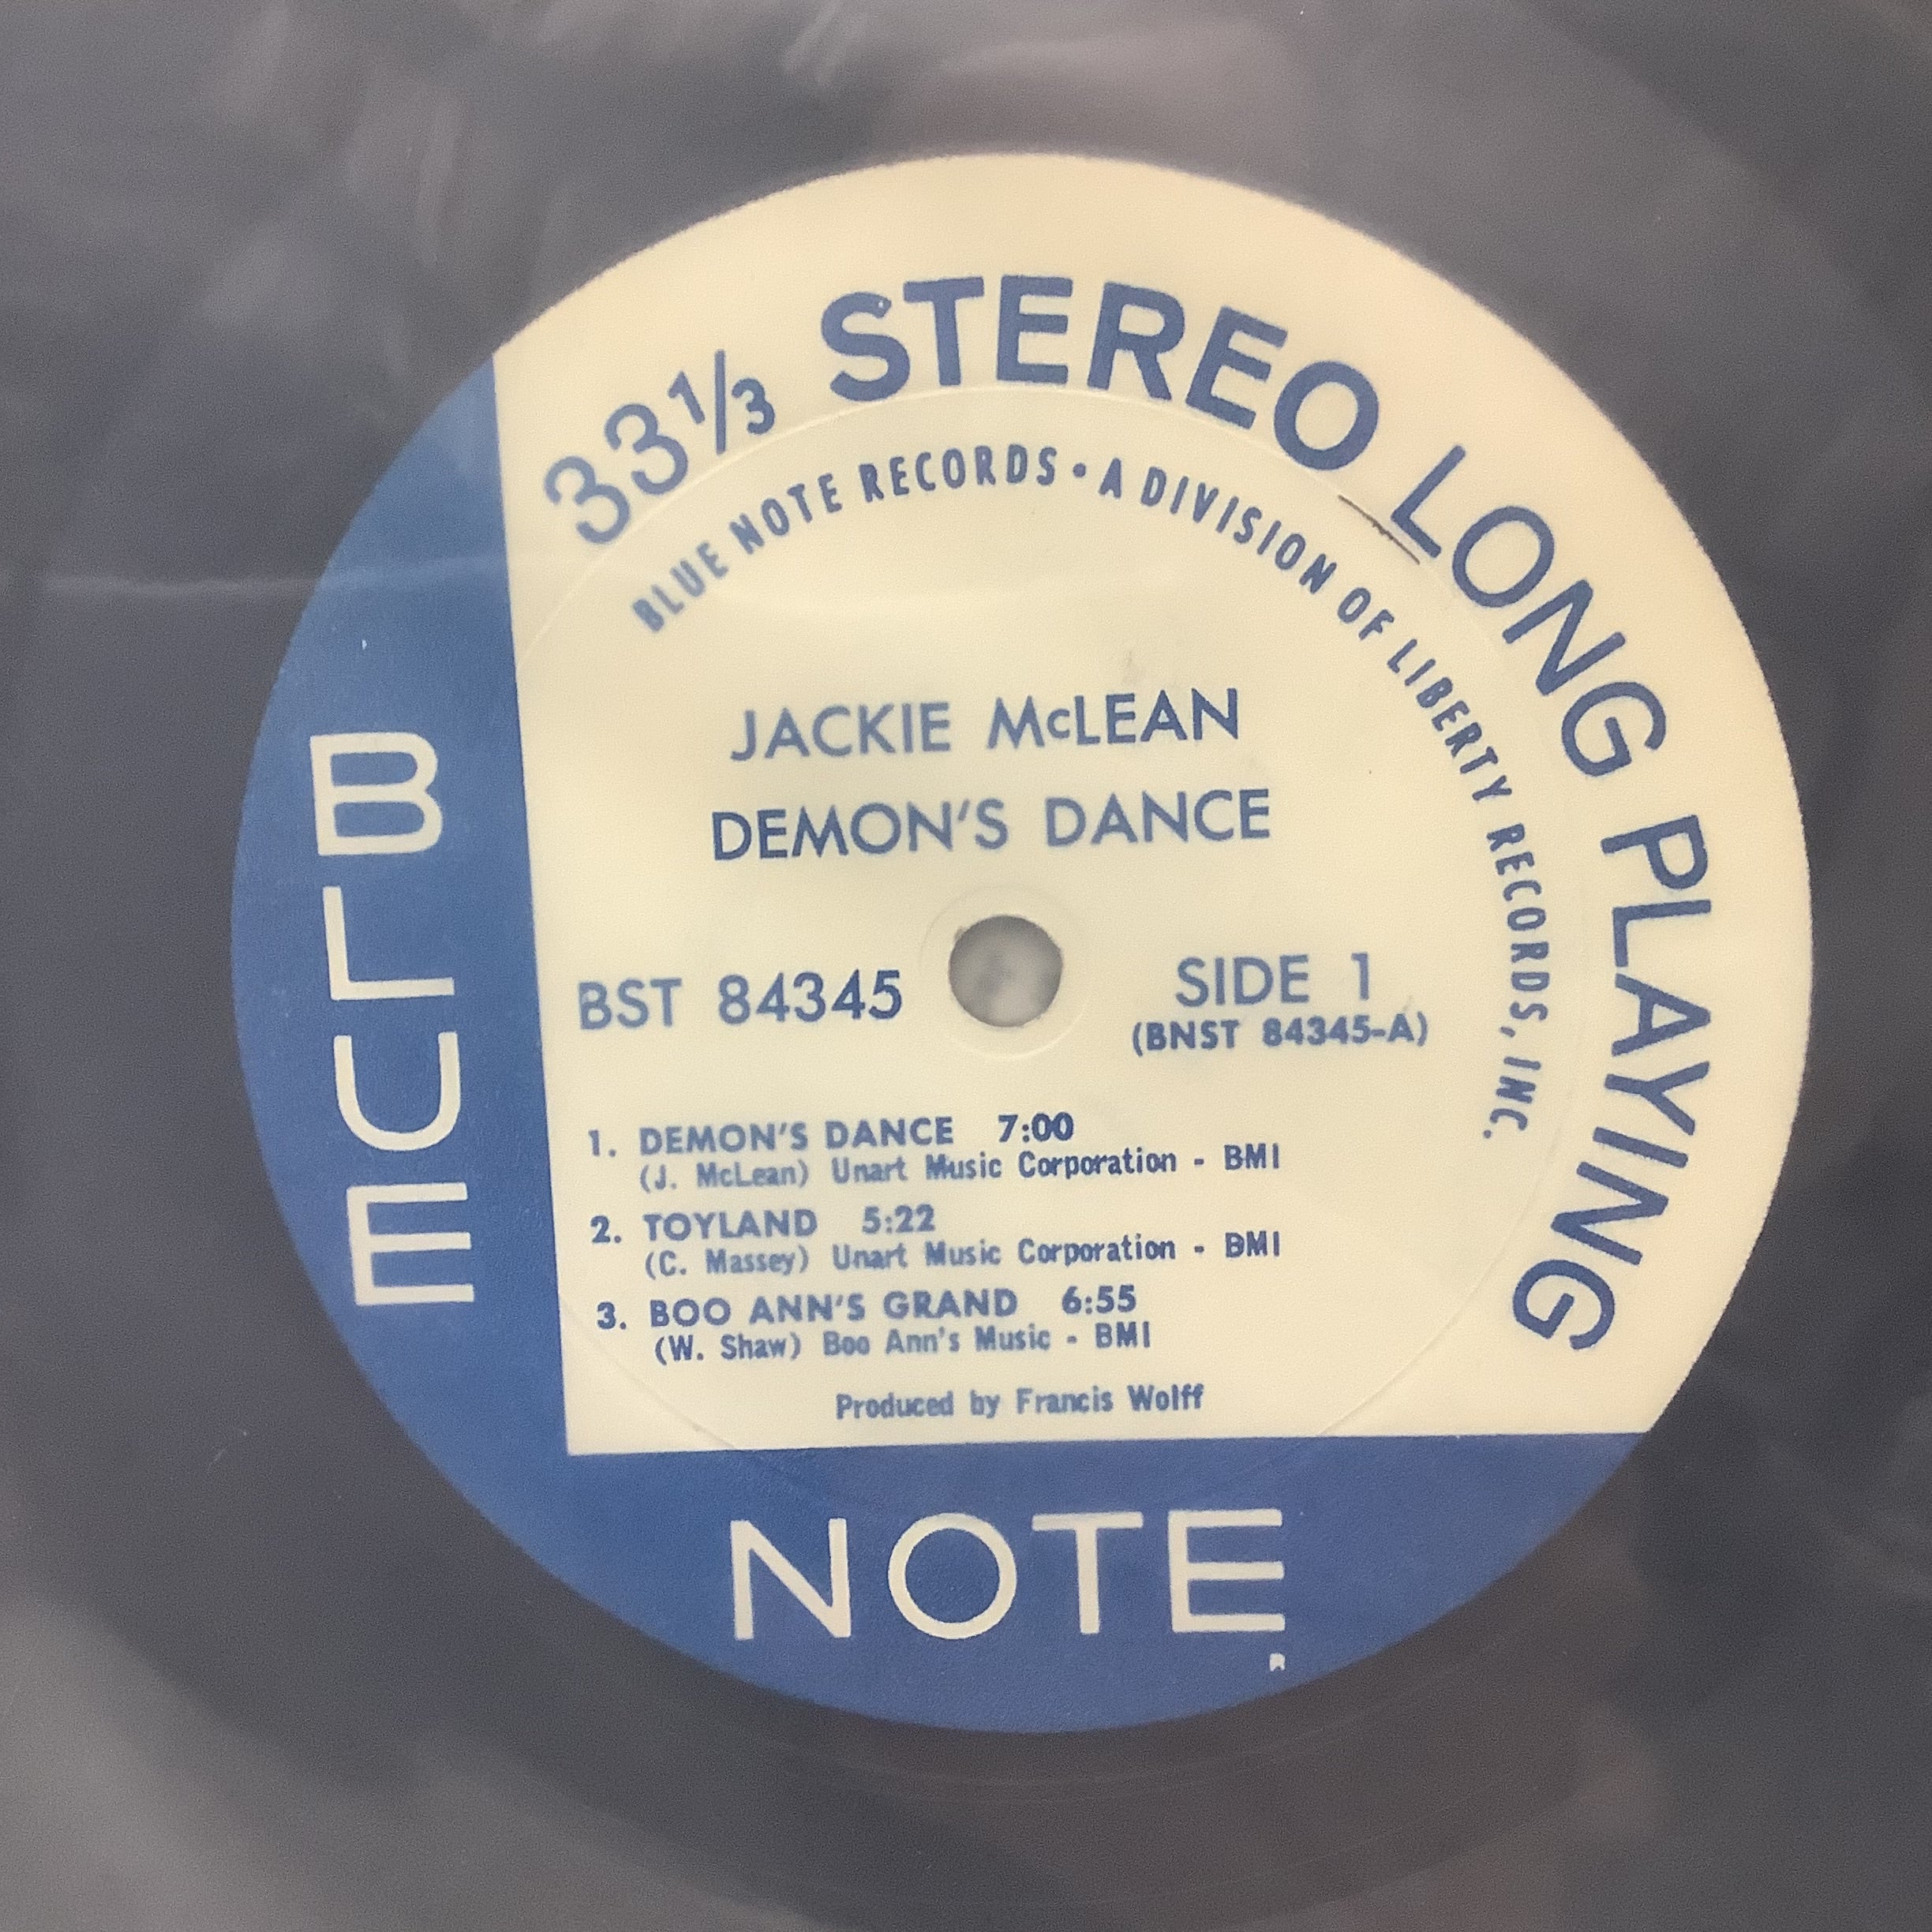 33⅓ STEREO LONG PLAYING
BLUE NOTE RECORDS • A DIVISION OF LIBERTY RECORDS, INC.
JACKIE McLEAN
DEMON'S DANCE
BST 84345
SIDE 1
(BNST 84345-A)
1. DEMON'S DANCE 7:00
(J. McLean) Unart Music Corporation - BMI
2. TOYLAND 5:22
(C. Massey) Unart Music Corporation - BMI
3. BOO ANN'S GRAND 6:55
(W. Shaw) Boo Ann's Music - BMI
Produced by Francis Wolff
BLUE
NOTE
R